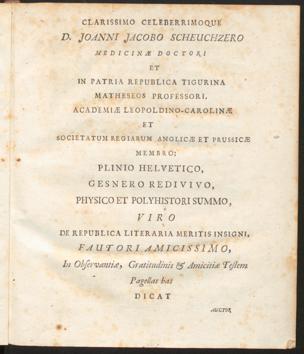 CLARISSIMO CELEBERRIMOQUE
D. JOANNI JACOBO SCHEUCHZERO
MEDICINÆ DOCTORI
ET
IN PATRIA REPUBLICA TIGURINA
MATHESEOS PROFESSORI,
ACADEMIÆ LEOPOLDINO-CAROLINÆ
ET
SOCIETATUM REGIARUM ANGLICÆ ET PRUSSICÆ
MEMBRO;
PLINIO HELVETICO,
GESNERO REDIVIVO,
PHYSICO ET POLYHISTORI SUMMO,
VIRO
DE REPUBLICA LITERARIA MERITIS INSIGNI,
FAUTORI AMICISSIMO,
In Observantiæ, Gratitudinis & Amicitiæ Testem
Pagellas has
DICAT
AUCTOR